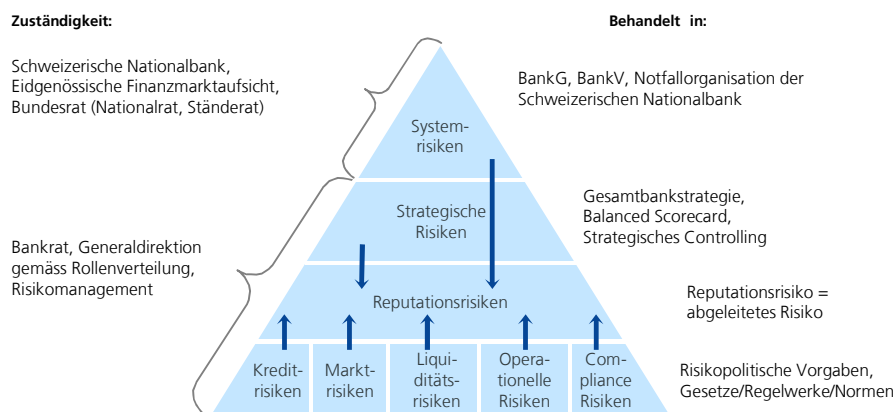 Zuständigkeit:
Behandelt in:
Schweizerische Nationalbank,
Eidgenössische Finanzmarktaufsicht,
Bundesrat (Nationalrat, Ständerat)
BankG, BankV, Notfallorganisation der
Schweizerischen Nationalbank
System-
risiken
Strategische
Risiken
Gesamtbankstrategie,
Balanced Scorecard,
Strategisches Controlling
Bankrat, Generaldirektion
gemäss Rollenverteilung,
Risikomanagement
Reputationsrisiken
Reputationsrisiko =
abgeleitetes Risiko
Kredit-
risiken
Markt-
risiken
Liqui-
ditäts-
risiken
Opera-
tionelle
Risiken
Com-
pliance
Risiken
Risikopolitische Vorgaben,
Gesetze/Regelwerke/Normen